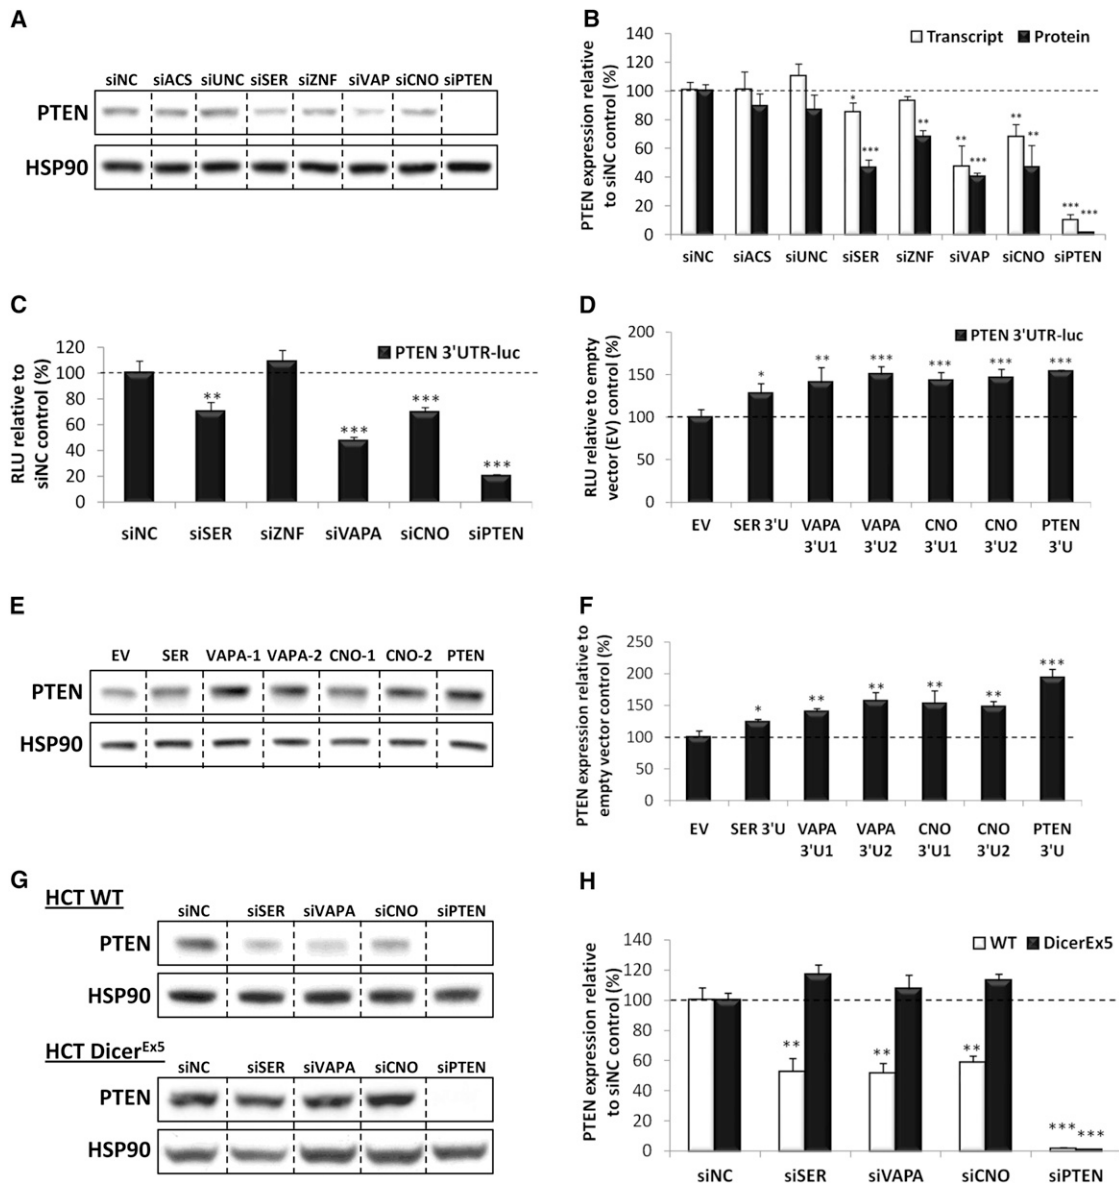 A
siNC siACS siUNC siSER siZNF siVAP siCNO siPTEN
PTEN
HSP90
B
PTEN expression relative
to siNC control (%)
140
120
100
80
60
40
20
0
Transcript Protein
* *** ** ** *** ** ** *** ***
siNC siACS siUNC siSER siZNF siVAP siCNO siPTEN
C
RLU relative to
siNC control (%)
120
100
80
60
40
20
0
PTEN 3'UTR-luc
** *** *** ***
siNC siSER siZNF siVAPA siCNO siPTEN
D
RLU relative to empty
vector (EV) control (%)
200
150
100
50
0
PTEN 3'UTR-luc
* ** *** *** *** ***
EV SER 3'U VAPA VAPA CNO CNO PTEN
3'U1 3'U2 3'U1 3'U2 3'U
E
EV SER VAPA-1 VAPA-2 CNO-1 CNO-2 PTEN
PTEN
HSP90
F
PTEN expression relative to
empty vector control (%)
250
200
150
100
50
0
* ** ** ** ** ***
EV SER 3'U VAPA VAPA CNO CNO PTEN
3'U1 3'U2 3'U1 3'U2 3'U
G
HCT WT
siNC siSER siVAPA siCNO siPTEN
PTEN
HSP90
HCT DicerEx5
siNC siSER siVAPA siCNO siPTEN
PTEN
HSP90
H
PTEN expression relative
to siNC control (%)
140
120
100
80
60
40
20
0
WT DicerEx5
** ** ** *** ***
siNC siSER siVAPA siCNO siPTEN